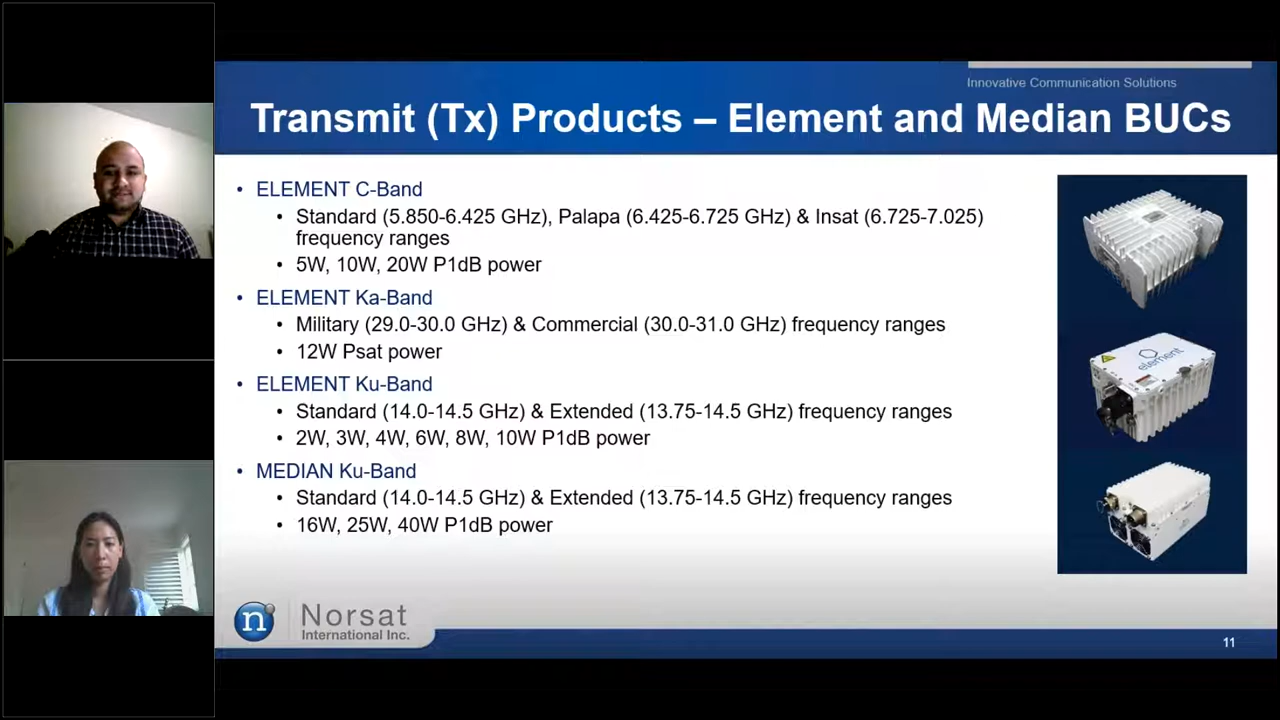 Innovative Communication Solutions
Transmit (Tx) Products – Element and Median BUCs
• ELEMENT C-Band
• Standard (5.850-6.425 GHz), Palapa (6.425-6.725 GHz) & Insat (6.725-7.025)
frequency ranges
• 5W, 10W, 20W P1dB power
• ELEMENT Ka-Band
• Military (29.0-30.0 GHz) & Commercial (30.0-31.0 GHz) frequency ranges
• 12W Psat power
• ELEMENT Ku-Band
• Standard (14.0-14.5 GHz) & Extended (13.75-14.5 GHz) frequency ranges
• 2W, 3W, 4W, 6W, 8W, 10W P1dB power
• MEDIAN Ku-Band
• Standard (14.0-14.5 GHz) & Extended (13.75-14.5 GHz) frequency ranges
• 16W, 25W, 40W P1dB power
element
n
Norsat
International Inc.
11